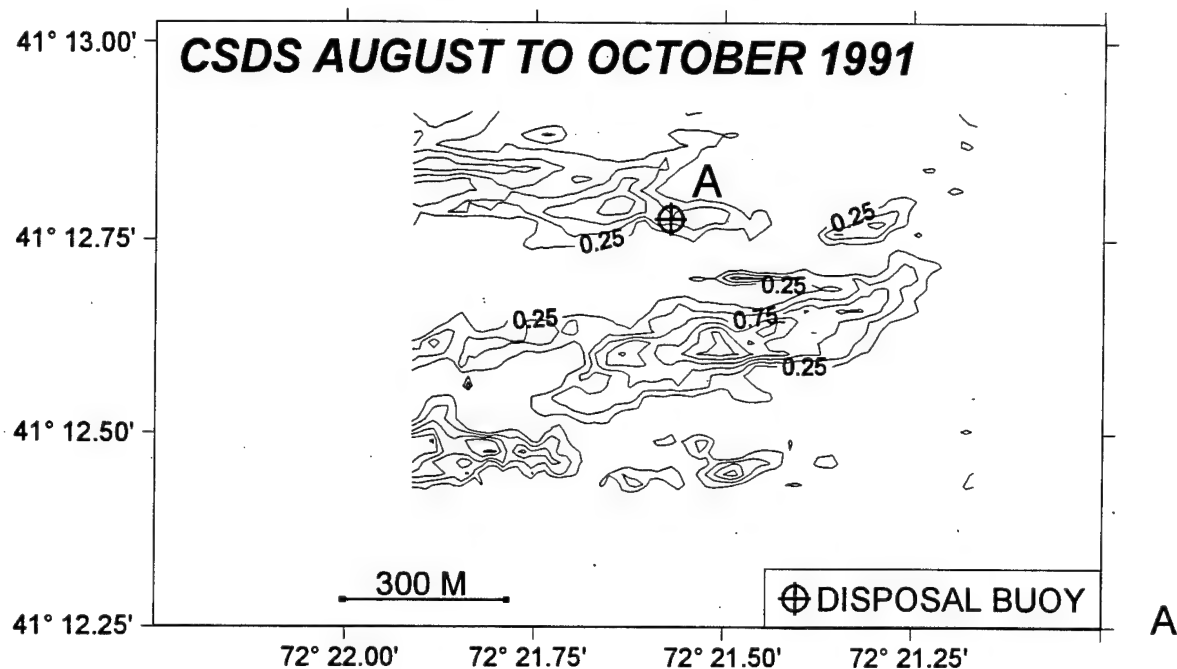 41° 13.00'
CSDS AUGUST TO OCTOBER 1991
A
0.25
0.25
41° 12.75'
0.25
0.25
0.75
0.25
41° 12.50'
300 M
DISPOSAL BUOY
41° 12.25'
A
72° 22.00'
72° 21.75'
72° 21.50'
72° 21.25'